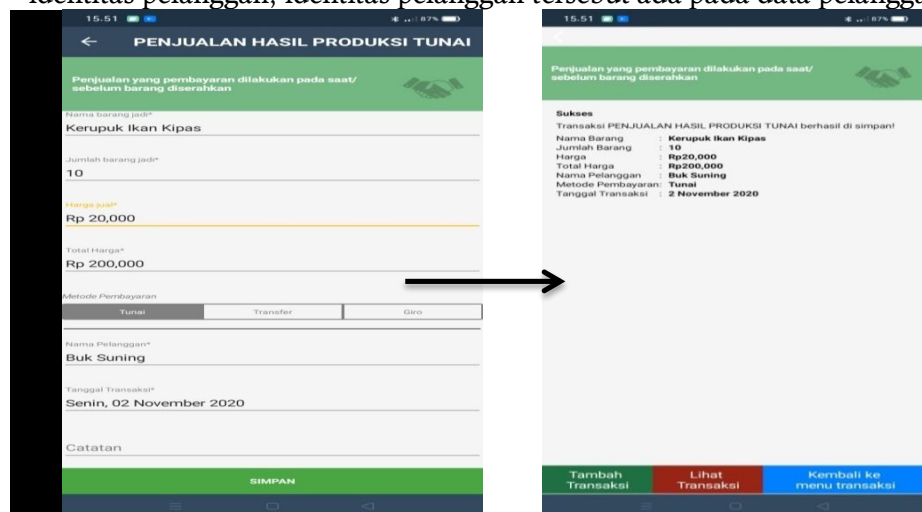 identitas pelanggan, identitas pelanggan tersebut ada pada data pelangga
15.51
87%
← PENJUALAN HASIL PRODUKSI TUNAI
Penjualan yang pembayaran dilakukan pada saat/
sebelum barang diserahkan
Nama barang jadi*
Kerupuk Ikan Kipas
Jumlah barang jadi*
10
Harga jual*
Rp 20,000
Total Harga*
Rp 200,000
Metode Pembayaran
Tunai Transfer Giro
Nama Pelanggan*
Buk Suning
Tanggal Transaksi*
Senin, 02 November 2020
Catatan
SIMPAN
15.51
87%
Penjualan yang pembayaran dilakukan pada saat/
sebelum barang diserahkan
Sukses
Transaksi PENJUALAN HASIL PRODUKSI TUNAI berhasil di simpan!
Nama Barang : Kerupuk Ikan Kipas
Jumlah Barang : 10
Harga : Rp20,000
Total Harga : Rp200,000
Nama Pelanggan : Buk Suning
Metode Pembayaran: Tunai
Tanggal Transaksi : 2 November 2020
Tambah Transaksi
Lihat Transaksi
Kembali ke menu transaksi